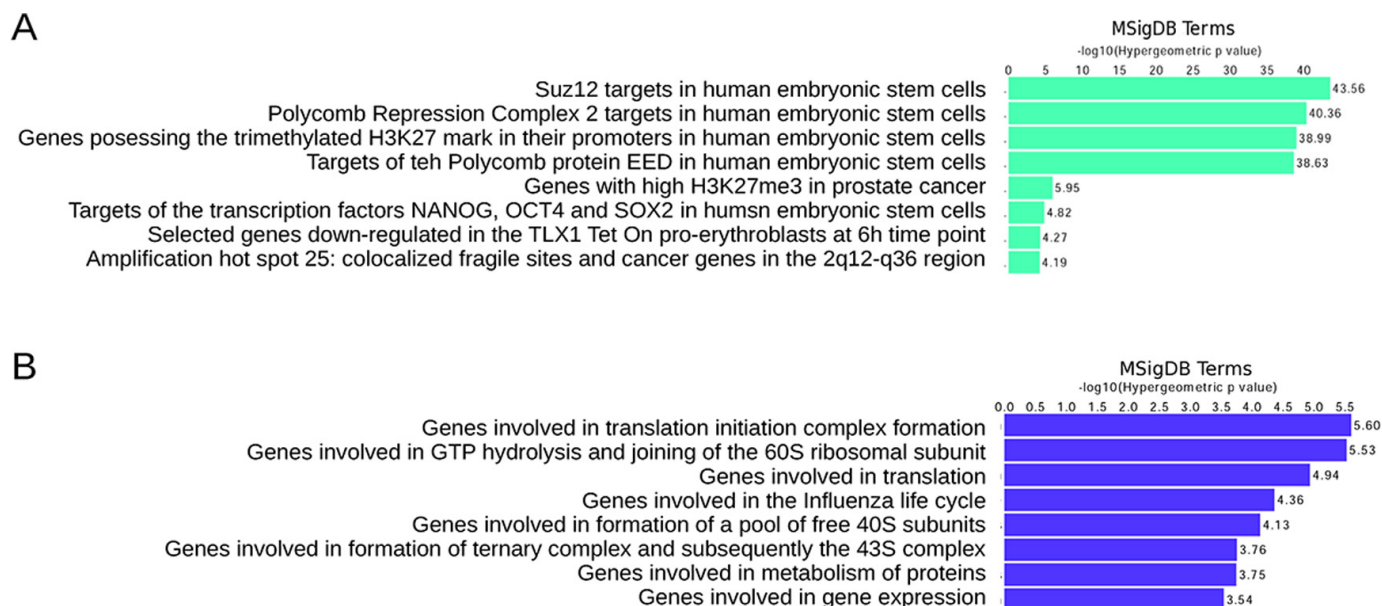 A
MSigDB Terms
-log10(Hypergeometric p value)
0 5 10 15 20 25 30 35 40
Suz12 targets in human embryonic stem cells 43.56
Polycomb Repression Complex 2 targets in human embryonic stem cells 40.36
Genes posessing the trimethylated H3K27 mark in their promoters in human embryonic stem cells 38.99
Targets of teh Polycomb protein EED in human embryonic stem cells 38.63
Genes with high H3K27me3 in prostate cancer 5.95
Targets of the transcription factors NANOG, OCT4 and SOX2 in humsn embryonic stem cells 4.82
Selected genes down-regulated in the TLX1 Tet On pro-erythroblasts at 6h time point 4.27
Amplification hot spot 25: colocalized fragile sites and cancer genes in the 2q12-q36 region 4.19
B
MSigDB Terms
-log10(Hypergeometric p value)
0.0 0.5 1.0 1.5 2.0 2.5 3.0 3.5 4.0 4.5 5.0 5.5
Genes involved in translation initiation complex formation 5.60
Genes involved in GTP hydrolysis and joining of the 60S ribosomal subunit 5.53
Genes involved in translation 4.94
Genes involved in the Influenza life cycle 4.36
Genes involved in formation of a pool of free 40S subunits 4.13
Genes involved in formation of ternary complex and subsequently the 43S complex 3.76
Genes involved in metabolism of proteins 3.75
Genes involved in gene expression 3.54